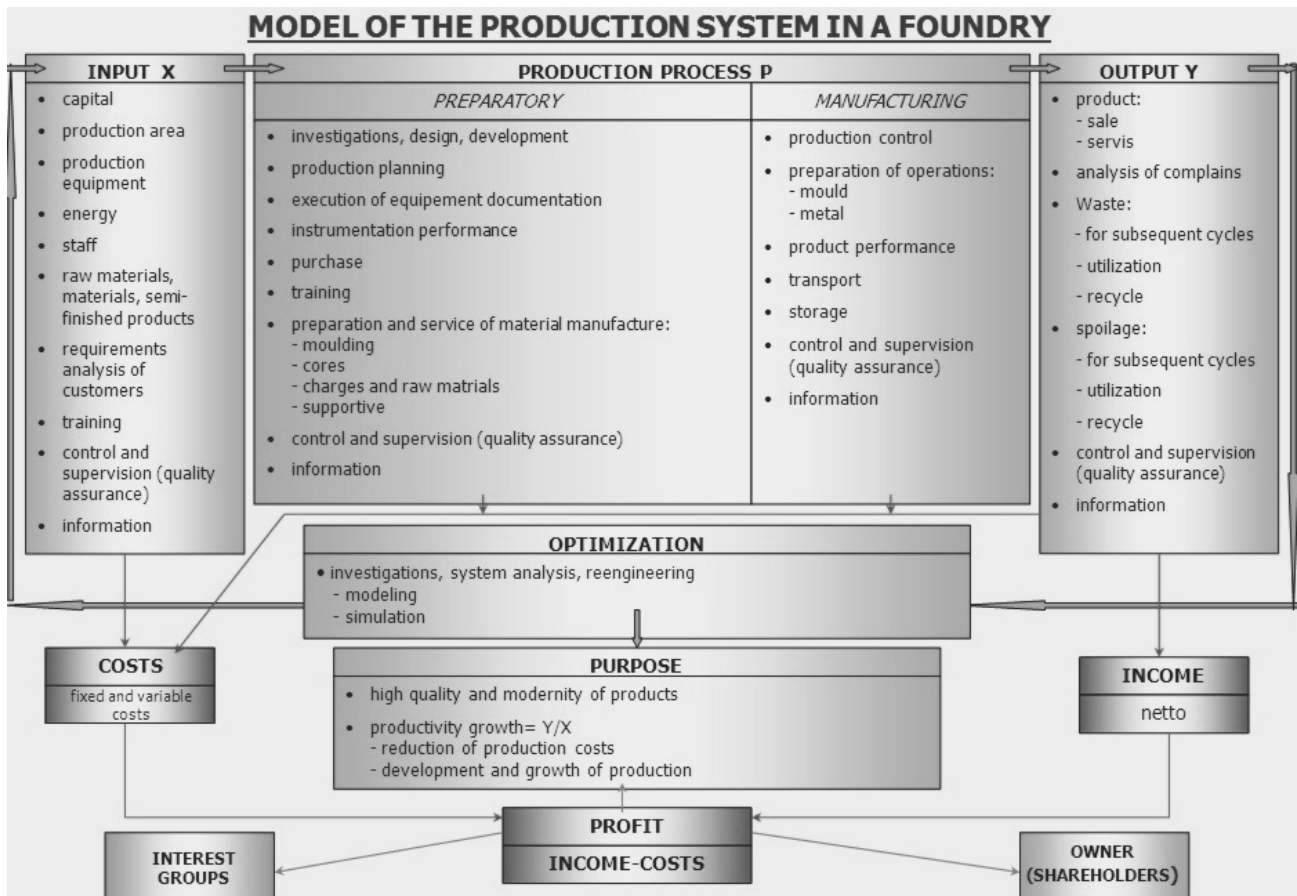 MODEL OF THE PRODUCTION SYSTEM IN A FOUNDRY
INPUT X
• capital
• production area
• production
equipment
• energy
• staff
• raw materials,
materials, semi-
finished products
• requirements
analysis of
customers
• training
• control and
supervision (quality
assurance)
• information
PRODUCTION PROCESS P
PREPARATORY
• investigations, design, development
• production planning
• execution of equipement documentation
• instrumentation performance
• purchase
• training
• preparation and service of material manufacture:
- moulding
- cores
- charges and raw matrials
- supportive
• control and supervision (quality assurance)
• information
MANUFACTURING
• production control
• preparation of operations:
- mould
- metal
• product performance
• transport
• storage
• control and supervision
(quality assurance)
• information
OUTPUT Y
• product:
- sale
- servis
• analysis of complains
• Waste:
- for subsequent cycles
- utilization
- recycle
• spoilage:
- for subsequent cycles
- utilization
- recycle
• control and supervision
(quality assurance)
• information
OPTIMIZATION
• investigations, system analysis, reengineering
- modeling
- simulation
COSTS
fixed and variable
costs
PURPOSE
• high quality and modernity of products
• productivity growth= Y/X
- reduction of production costs
- development and growth of production
INCOME
netto
PROFIT
INCOME-COSTS
INTEREST
GROUPS
OWNER
(SHAREHOLDERS)